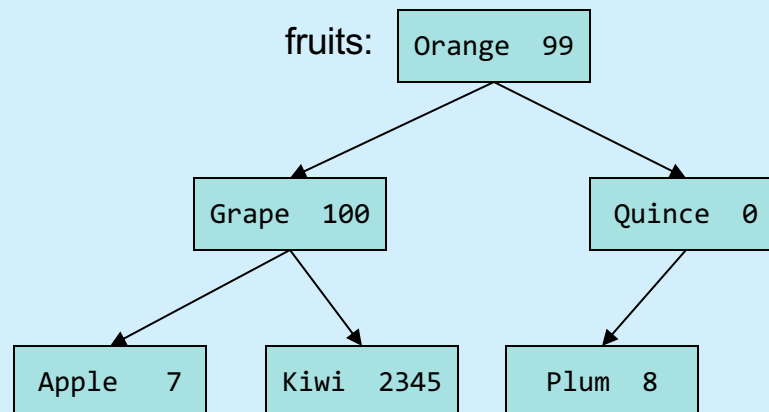 fruits:
Orange 99
Grape 100
Quince 0
Apple 7
Kiwi 2345
Plum 8